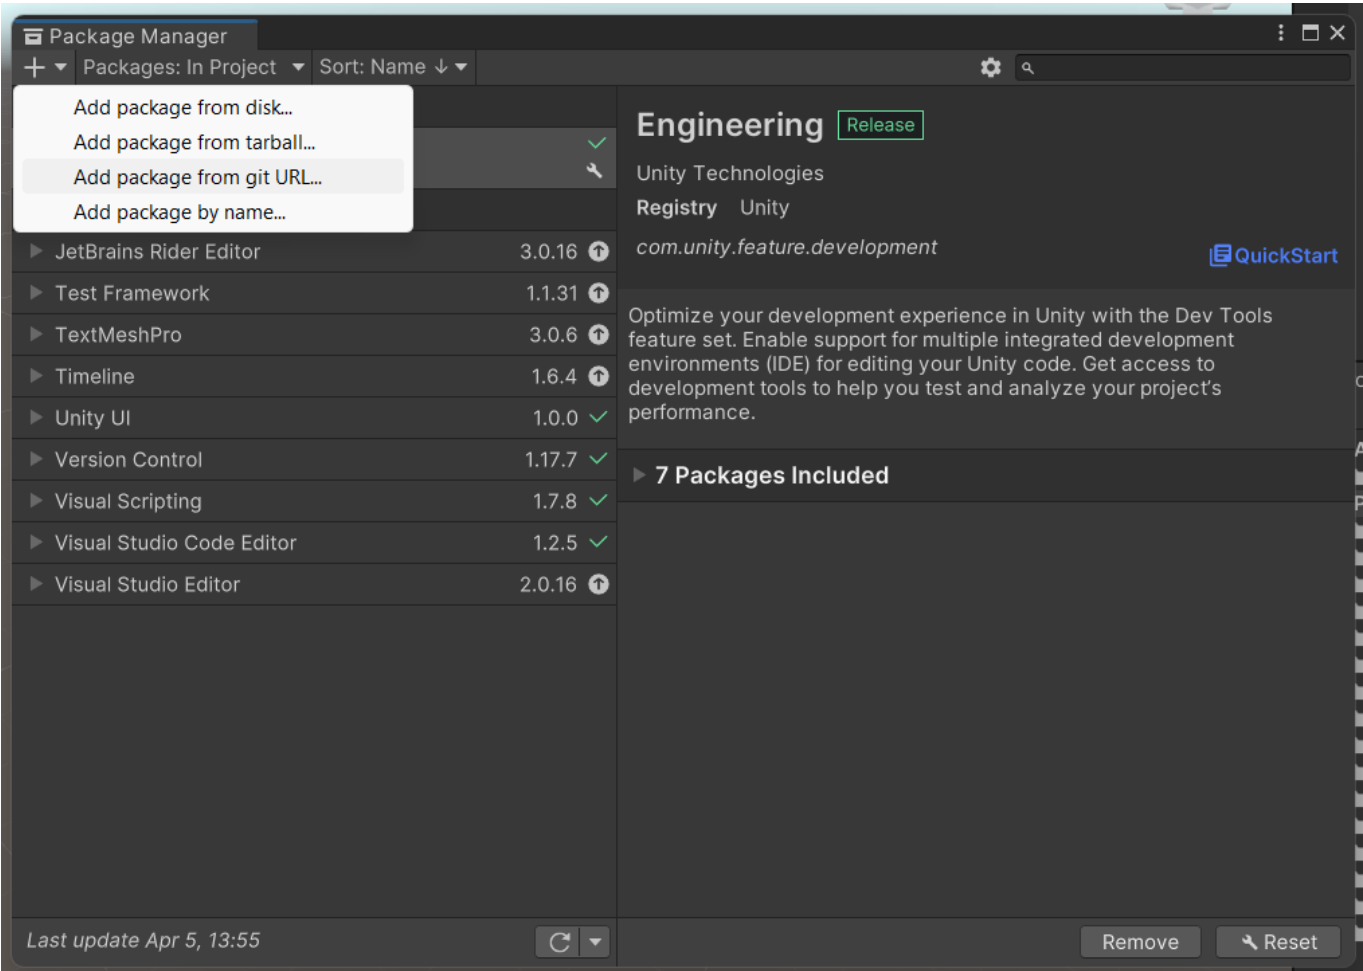 Package Manager
Packages: In Project
Sort: Name ↓
Add package from disk...
Add package from tarball...
Add package from git URL...
Add package by name...
JetBrains Rider Editor 3.0.16
Test Framework 1.1.31
TextMeshPro 3.0.6
Timeline 1.6.4
Unity UI 1.0.0
Version Control 1.17.7
Visual Scripting 1.7.8
Visual Studio Code Editor 1.2.5
Visual Studio Editor 2.0.16
Last update Apr 5, 13:55
Engineering Release
Unity Technologies
Registry Unity
com.unity.feature.development
QuickStart
Optimize your development experience in Unity with the Dev Tools
feature set. Enable support for multiple integrated development
environments (IDE) for editing your Unity code. Get access to
development tools to help you test and analyze your project's
performance.
7 Packages Included
Remove
Reset